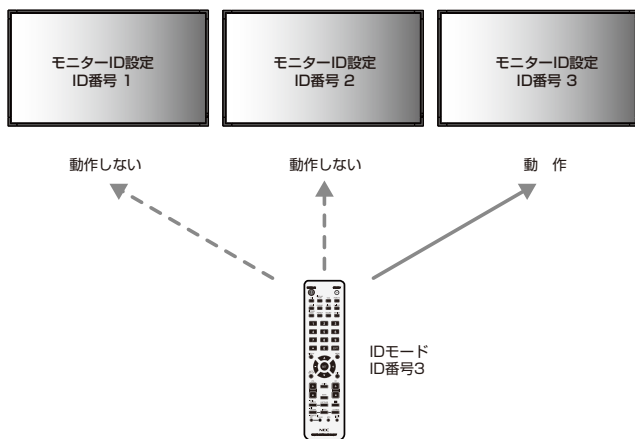 モニターID設定
ID番号 1
モニターID設定
ID番号 2
モニターID設定
ID番号 3
動作しない
動作しない
動　作
IDモード
ID番号3
NEC